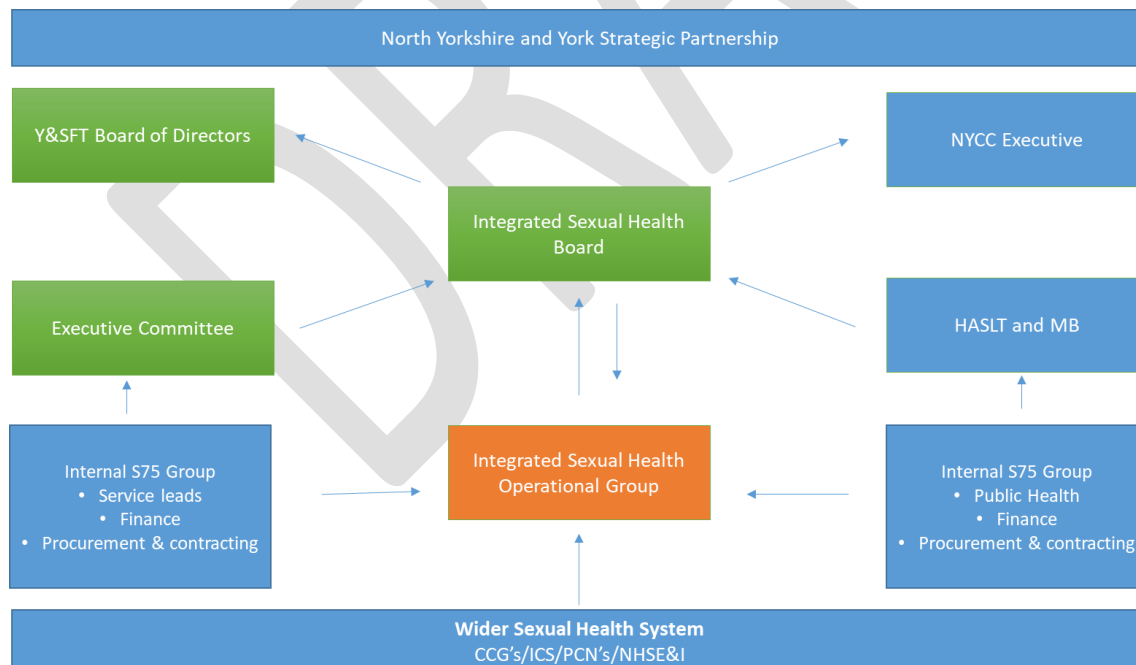 North Yorkshire and York Strategic Partnership
Y&SFT Board of Directors
NYCC Executive
Integrated Sexual Health
Board
Executive Committee
HASLT and MB
Integrated Sexual Health
Operational Group
Internal S75 Group
• Service leads
• Finance
• Procurement & contracting
Internal S75 Group
• Public Health
• Finance
• Procurement & contracting
Wider Sexual Health System
CCG's/ICS/PCN's/NHSE&I